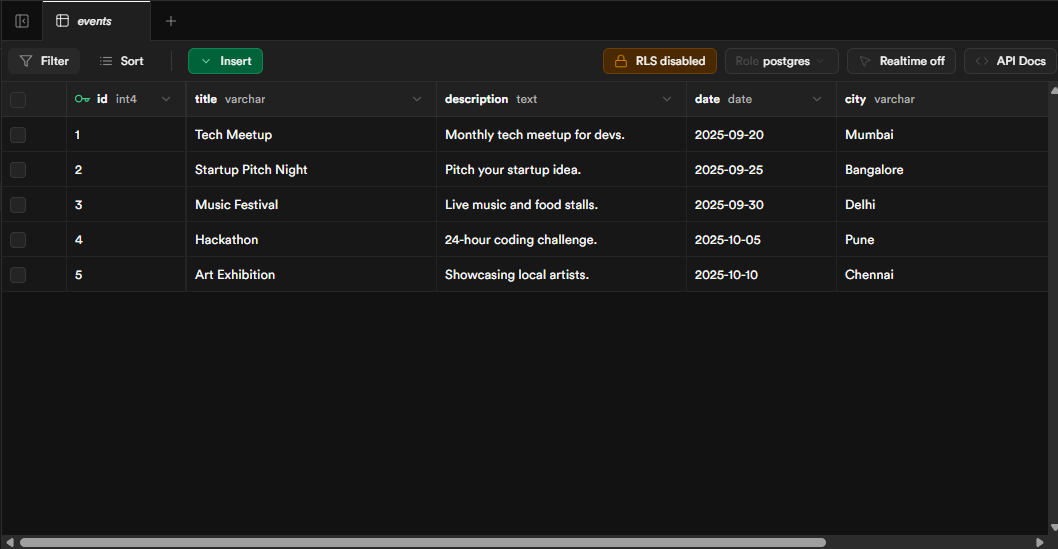 events
Filter Sort Insert RLS disabled Role postgres Realtime off API Docs
id int4 title varchar description text date date city varchar
1 Tech Meetup Monthly tech meetup for devs. 2025-09-20 Mumbai
2 Startup Pitch Night Pitch your startup idea. 2025-09-25 Bangalore
3 Music Festival Live music and food stalls. 2025-09-30 Delhi
4 Hackathon 24-hour coding challenge. 2025-10-05 Pune
5 Art Exhibition Showcasing local artists. 2025-10-10 Chennai